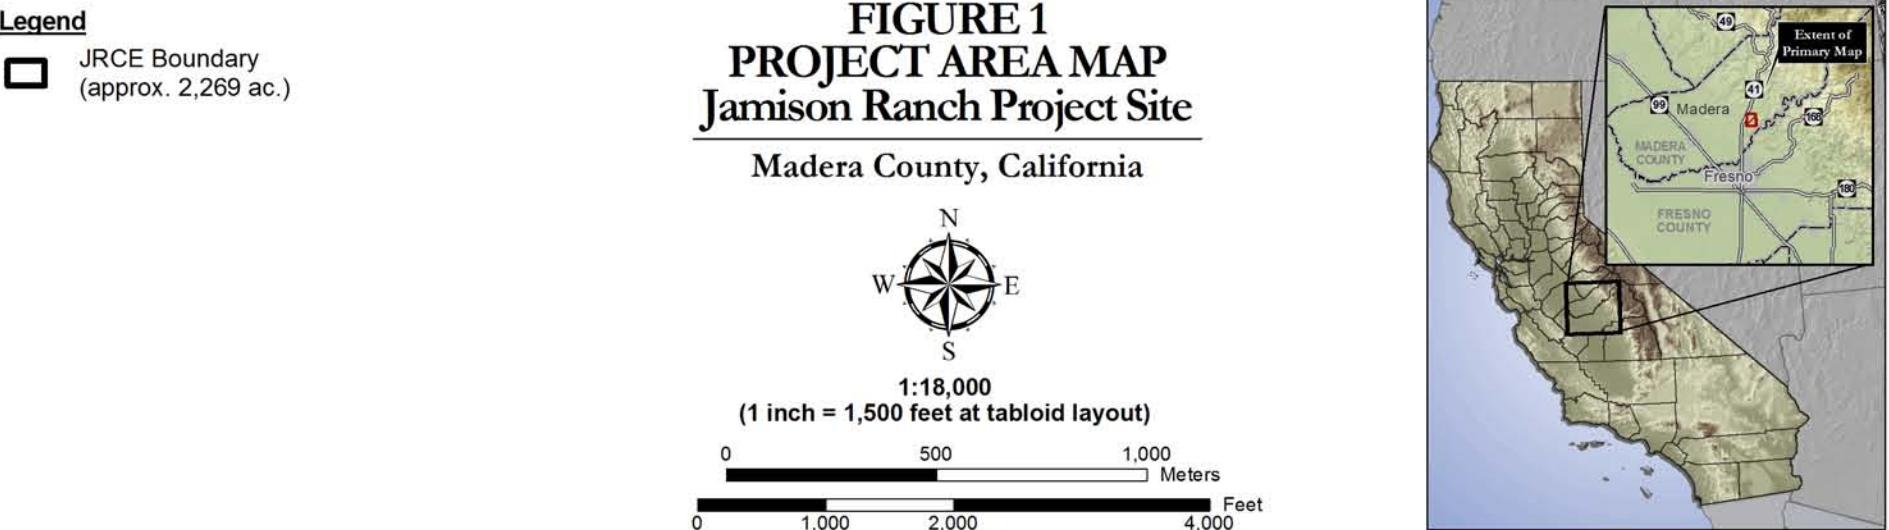 Legend
JRCE Boundary
(approx. 2,269 ac.)
FIGURE 1
PROJECT AREA MAP
Jamison Ranch Project Site
Madera County, California
N
W
E
S
1:18,000
(1 inch = 1,500 feet at tabloid layout)
0 500 1,000
Meters
Feet
0 1,000 2,000 4,000
49
Extent of
Primary Map
41
99 Madera
168
MADERA
COUNTY
Fresno
180
FRESNO
COUNTY